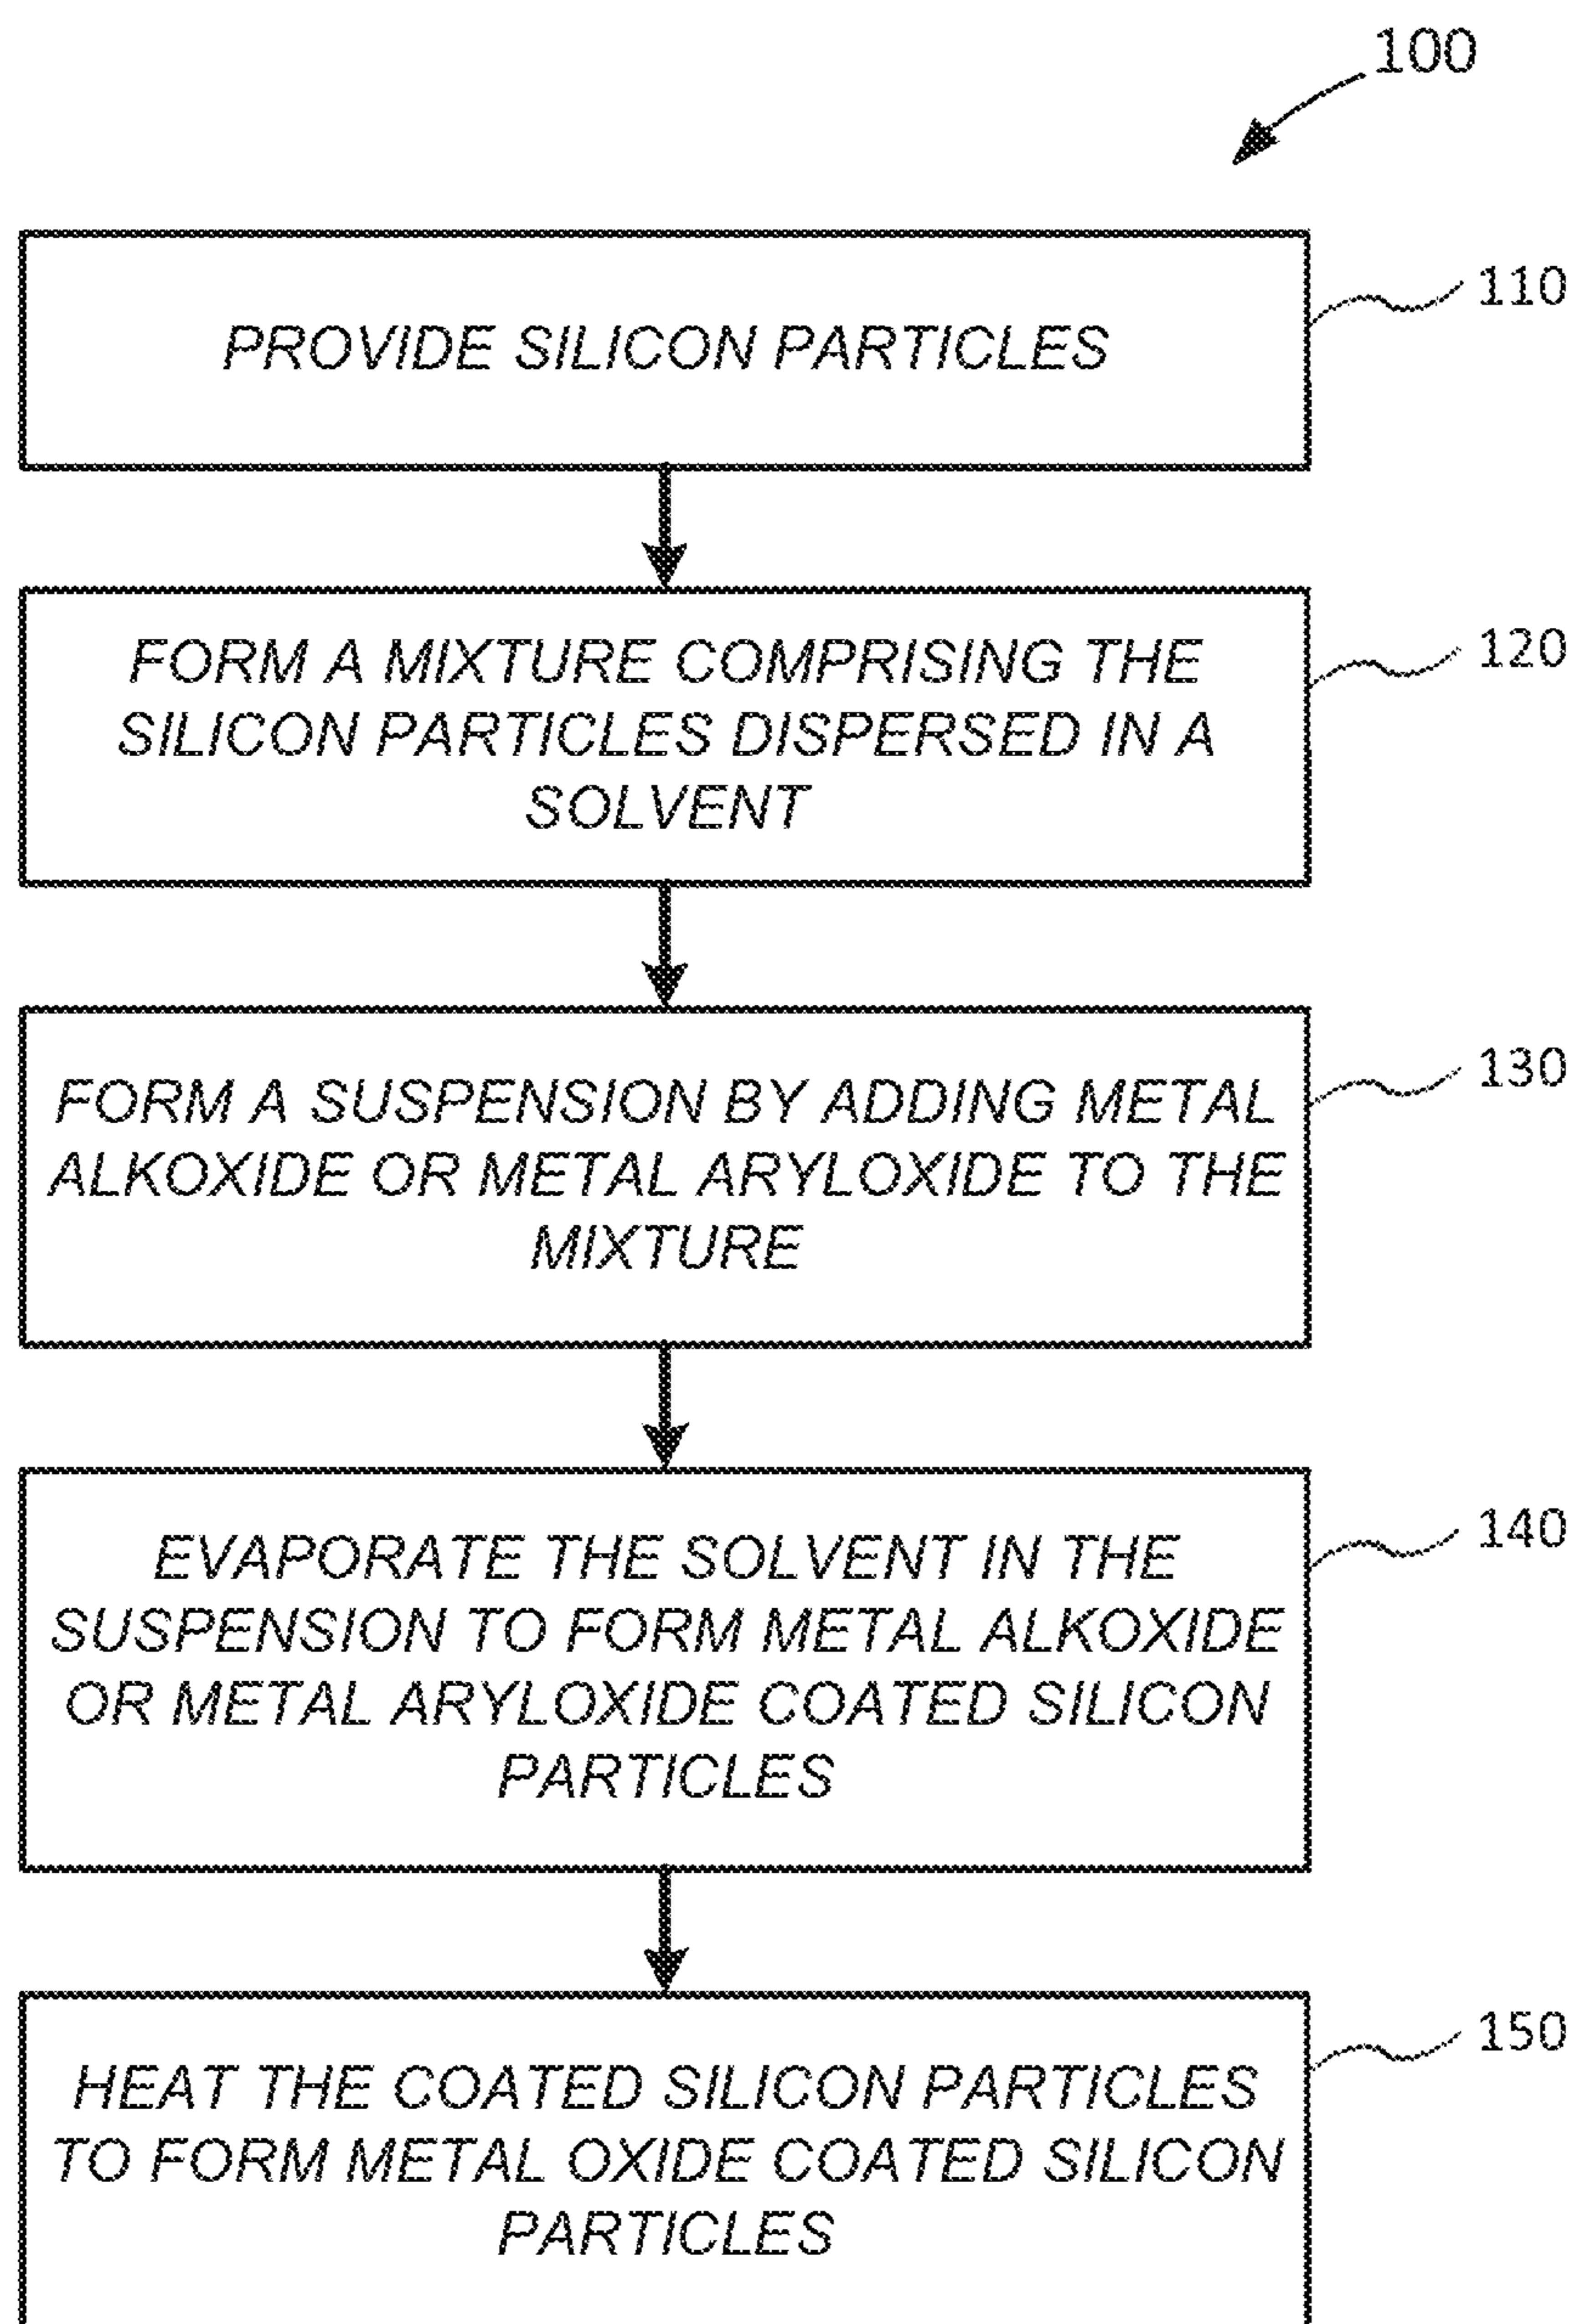 100
PROVIDE SILICON PARTICLES
110
FORM A MIXTURE COMPRISING THE
SILICON PARTICLES DISPERSED IN A
SOLVENT
120
FORM A SUSPENSION BY ADDING METAL
ALKOXIDE OR METAL ARYLOXIDE TO THE
MIXTURE
130
EVAPORATE THE SOLVENT IN THE
SUSPENSION TO FORM METAL ALKOXIDE
OR METAL ARYLOXIDE COATED SILICON
PARTICLES
140
HEAT THE COATED SILICON PARTICLES
TO FORM METAL OXIDE COATED SILICON
PARTICLES
150